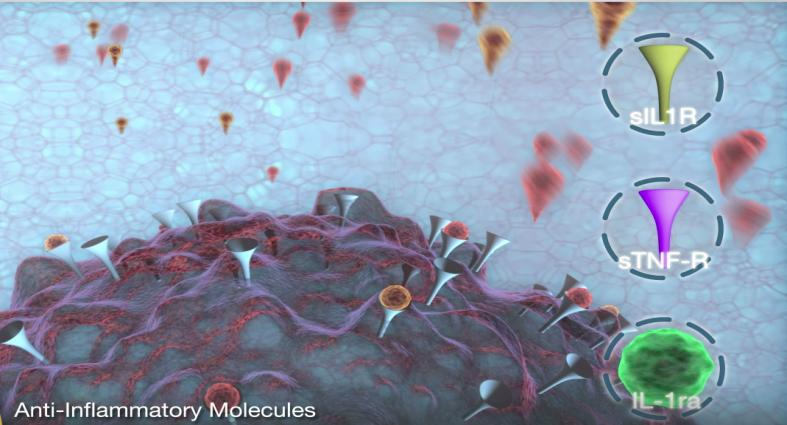 sIL1R
sTNF-R
IL-1ra
Anti-Inflammatory Molecules